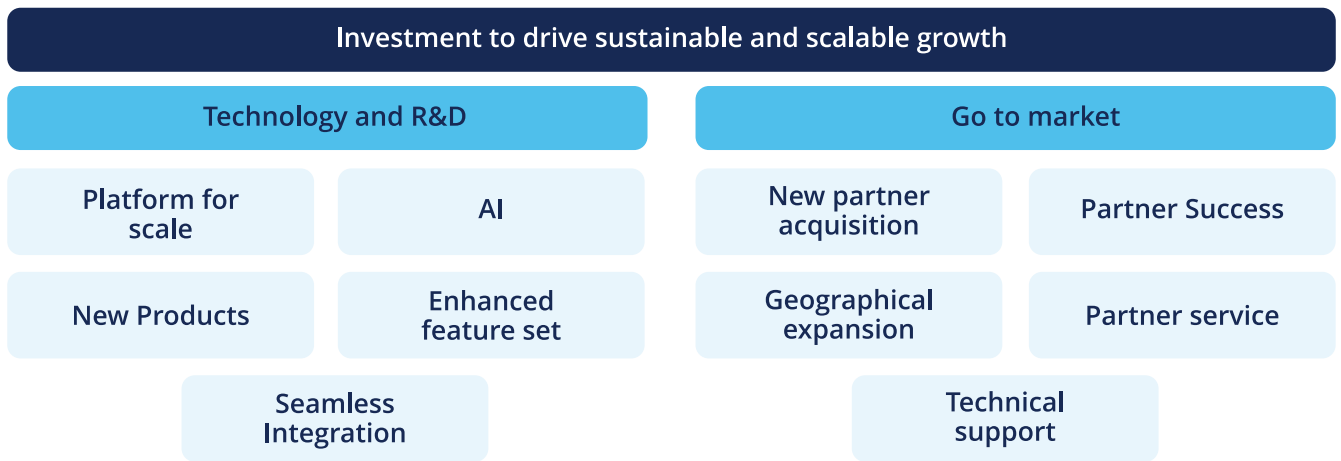 Investment to drive sustainable and scalable growth
Technology and R&D
Go to market
Platform for
scale
AI
New partner
acquisition
Partner Success
New Products
Enhanced
feature set
Geographical
expansion
Partner service
Seamless
Integration
Technical
support